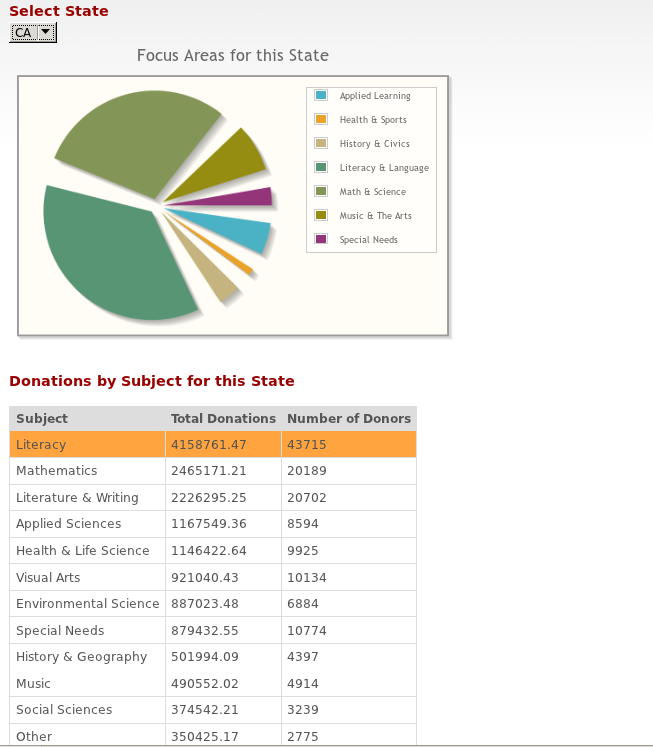 Select State
CA
Focus Areas for this State
Applied Learning
Health & Sports
History & Civics
Literacy & Language
Math & Science
Music & The Arts
Special Needs
Donations by Subject for this State
Subject Total Donations Number of Donors
Literacy 4158761.47 43715
Mathematics 2465171.21 20189
Literature & Writing 2226295.25 20702
Applied Sciences 1167549.36 8594
Health & Life Science 1146422.64 9925
Visual Arts 921040.43 10134
Environmental Science 887023.48 6884
Special Needs 879432.55 10774
History & Geography 501994.09 4397
Music 490552.02 4914
Social Sciences 374542.21 3239
Other 350425.17 2775